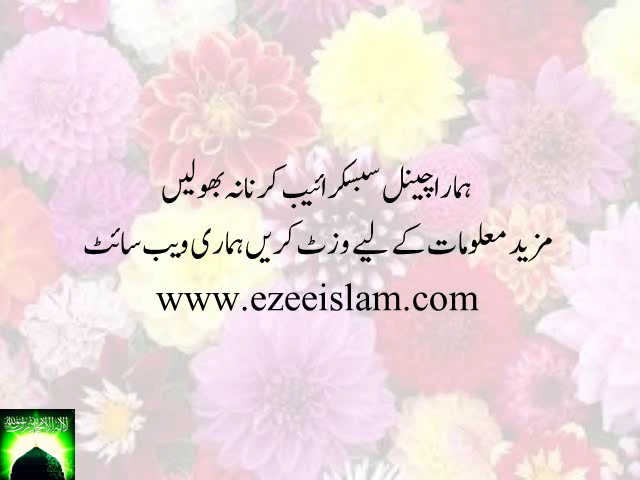 ہمارا چینل سبسکرائیب کرنا نہ بھولیں
مزید معلومات کے لیے وزٹ کریں ہماری ویب سائٹ
www.ezeeislam.com